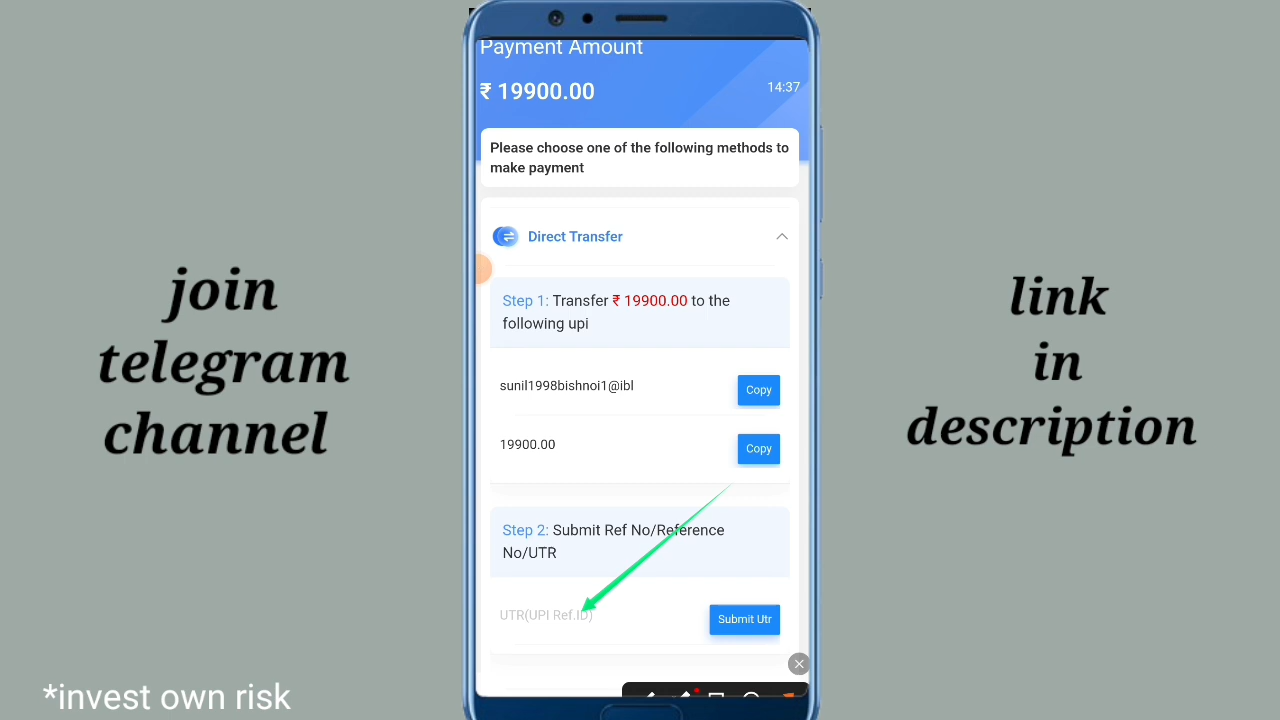 Payment Amount
₹ 19900.00
14:37
Please choose one of the following methods to
make payment
Direct Transfer
Step 1: Transfer ₹ 19900.00 to the
following upi
sunil1998bishnoi1@ibl
Copy
19900.00
Copy
Step 2: Submit Ref No/Reference
No/UTR
UTR(UPI Ref.ID)
Submit Utr
join
telegram
channel
link
in
description
*invest own risk